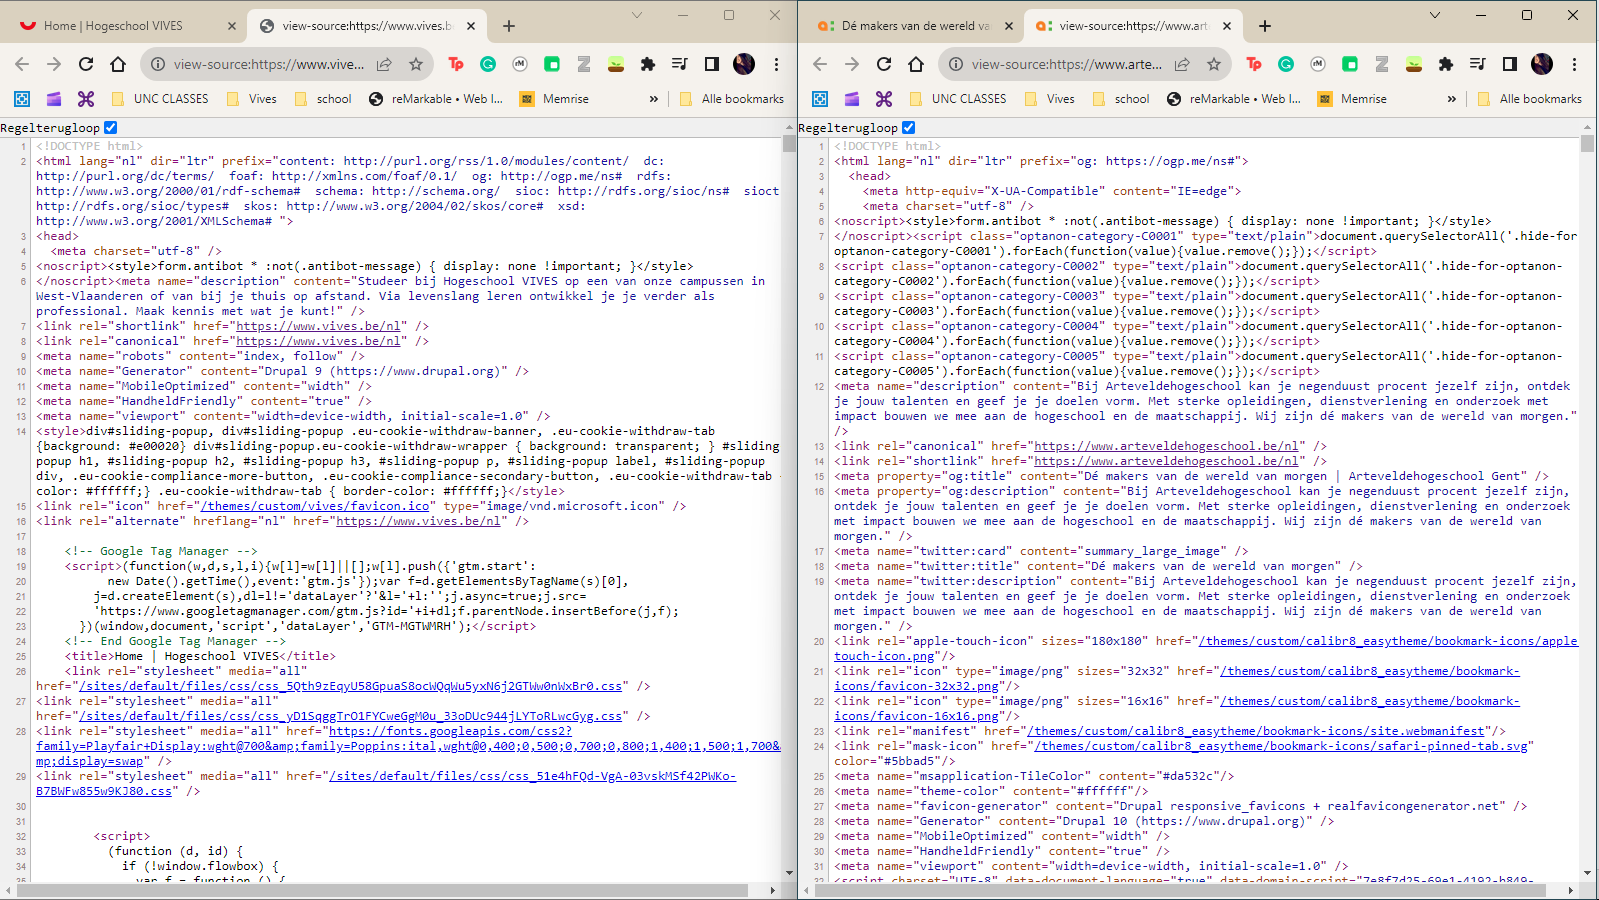 Home | Hogeschool VIVES
view-source:https://www.vives.b
view-source:https://www.vive...
UNC CLASSES
Vives
school
reMarkable • Web l...
Memrise
»
Alle bookmarks
Regelterugloop
1 <!DOCTYPE html>
2 <html lang="nl" dir="ltr" prefix="content: http://purl.org/rss/1.0/modules/content/  dc:
http://purl.org/dc/terms/  foaf: http://xmlns.com/foaf/0.1/  og: http://ogp.me/ns#  rdfs:
http://www.w3.org/2000/01/rdf-schema#  schema: http://schema.org/  sioc: http://rdfs.org/sioc/ns#  sioct
http://rdfs.org/sioc/types#  skos: http://www.w3.org/2004/02/skos/core#  xsd:
http://www.w3.org/2001/XMLSchema# ">
3 <head>
4 <meta charset="utf-8" />
5 <noscript><style>form.antibot * :not(.antibot-message) { display: none !important; }</style>
6 </noscript><meta name="description" content="Studeer bij Hogeschool VIVES op een van onze campussen in
West-Vlaanderen of van bij je thuis op afstand. Via levenslang leren ontwikkel je je verder als
professional. Maak kennis met wat je kunt!" />
7 <link rel="shortlink" href="https://www.vives.be/nl" />
8 <link rel="canonical" href="https://www.vives.be/nl" />
9 <meta name="robots" content="index, follow" />
10 <meta name="Generator" content="Drupal 9 (https://www.drupal.org)" />
11 <meta name="MobileOptimized" content="width" />
12 <meta name="HandheldFriendly" content="true" />
13 <meta name="viewport" content="width=device-width, initial-scale=1.0" />
14 <style>div#sliding-popup, div#sliding-popup .eu-cookie-withdraw-banner, .eu-cookie-withdraw-tab
{background: #e00020} div#sliding-popup.eu-cookie-withdraw-wrapper { background: transparent; } #sliding
popup h1, #sliding-popup h2, #sliding-popup h3, #sliding-popup p, #sliding-popup label, #sliding-popup
div, .eu-cookie-compliance-more-button, .eu-cookie-compliance-secondary-button, .eu-cookie-withdraw-tab
color: #ffffff;} .eu-cookie-withdraw-tab { border-color: #ffffff;}</style>
15 <link rel="icon" href="/themes/custom/vives/favicon.ico" type="image/vnd.microsoft.icon" />
16 <link rel="alternate" hreflang="nl" href="https://www.vives.be/nl" />
17
18 <!-- Google Tag Manager -->
19 <script>(function(w,d,s,l,i){w[l]=w[l]||[];w[l].push({'gtm.start':
20 new Date().getTime(),event:'gtm.js'});var f=d.getElementsByTagName(s)[0],
21 j=d.createElement(s),dl=l!='dataLayer'?'&l='+l:'';j.async=true;j.src=
22 'https://www.googletagmanager.com/gtm.js?id='+i+dl;f.parentNode.insertBefore(j,f);
23 })(window,document,'script','dataLayer','GTM-MGTWMRH');</script>
24 <!-- End Google Tag Manager -->
25 <title>Home | Hogeschool VIVES</title>
26 <link rel="stylesheet" media="all"
href="/sites/default/files/css/css_5Qth9zEqyU58GpuaS8ocWQqWu5yxN6j2GTWw0nWxBr0.css" />
27 <link rel="stylesheet" media="all"
href="/sites/default/files/css/css_yD1SqggTrO1FYCweGgM0u_33oDUc944jLYToRLwcGyg.css" />
28 <link rel="stylesheet" media="all" href="https://fonts.googleapis.com/css2?
family=Playfair+Display:wght@700&amp;family=Poppins:ital,wght@0,400;0,500;0,700;0,800;1,400;1,500;1,700&
mp;display=swap" />
29 <link rel="stylesheet" media="all" href="/sites/default/files/css/css_51e4hFQd-VgA-03vskMSf42PWKo-
B7BWFw855w9KJ80.css" />
30
31
32 <script>
33 (function (d, id) {
34 if (!window.flowbox) {
var f = function () {
Dé makers van de wereld va
view-source:https://www.art
view-source:https://www.arte...
UNC CLASSES
Vives
school
reMarkable • Web l...
Memrise
»
Alle bookmarks
Regelterugloop
1 <!DOCTYPE html>
2 <html lang="nl" dir="ltr" prefix="og: https://ogp.me/ns#">
3 <head>
4 <meta http-equiv="X-UA-Compatible" content="IE=edge">
5 <meta charset="utf-8" />
6 <noscript><style>form.antibot * :not(.antibot-message) { display: none !important; }</style>
7 </noscript><script class="optanon-category-C0001" type="text/plain">document.querySelectorAll('.hide-for
optanon-category-C0001').forEach(function(value){value.remove();});</script>
8 <script class="optanon-category-C0002" type="text/plain">document.querySelectorAll('.hide-for-optanon-
category-C0002').forEach(function(value){value.remove();});</script>
9 <script class="optanon-category-C0003" type="text/plain">document.querySelectorAll('.hide-for-optanon-
category-C0003').forEach(function(value){value.remove();});</script>
10 <script class="optanon-category-C0004" type="text/plain">document.querySelectorAll('.hide-for-optanon-
category-C0004').forEach(function(value){value.remove();});</script>
11 <script class="optanon-category-C0005" type="text/plain">document.querySelectorAll('.hide-for-optanon-
category-C0005').forEach(function(value){value.remove();});</script>
12 <meta name="description" content="Bij Arteveldehogeschool kan je negenduust procent jezelf zijn, ontdek
je jouw talenten en geef je je doelen vorm. Met sterke opleidingen, dienstverlening en onderzoek met
impact bouwen we mee aan de hogeschool en de maatschappij. Wij zijn dé makers van de wereld van morgen."
/>
13 <link rel="canonical" href="https://www.arteveldehogeschool.be/nl" />
14 <link rel="shortlink" href="https://www.arteveldehogeschool.be/nl" />
15 <meta property="og:title" content="Dé makers van de wereld van morgen | Arteveldehogeschool Gent" />
16 <meta property="og:description" content="Bij Arteveldehogeschool kan je negenduust procent jezelf zijn,
ontdek je jouw talenten en geef je je doelen vorm. Met sterke opleidingen, dienstverlening en onderzoek
met impact bouwen we mee aan de hogeschool en de maatschappij. Wij zijn dé makers van de wereld van
morgen." />
17 <meta name="twitter:card" content="summary_large_image" />
18 <meta name="twitter:title" content="Dé makers van de wereld van morgen" />
19 <meta name="twitter:description" content="Bij Arteveldehogeschool kan je negenduust procent jezelf zijn,
ontdek je jouw talenten en geef je je doelen vorm. Met sterke opleidingen, dienstverlening en onderzoek
met impact bouwen we mee aan de hogeschool en de maatschappij. Wij zijn dé makers van de wereld van
morgen." />
20 <link rel="apple-touch-icon" sizes="180x180" href="/themes/custom/calibr8_easytheme/bookmark-icons/apple
touch-icon.png"/>
21 <link rel="icon" type="image/png" sizes="32x32" href="/themes/custom/calibr8_easytheme/bookmark-
icons/favicon-32x32.png"/>
22 <link rel="icon" type="image/png" sizes="16x16" href="/themes/custom/calibr8_easytheme/bookmark-
icons/favicon-16x16.png"/>
23 <link rel="manifest" href="/themes/custom/calibr8_easytheme/bookmark-icons/site.webmanifest"/>
24 <link rel="mask-icon" href="/themes/custom/calibr8_easytheme/bookmark-icons/safari-pinned-tab.svg"
color="#5bbad5"/>
25 <meta name="msapplication-TileColor" content="#da532c"/>
26 <meta name="theme-color" content="#ffffff"/>
27 <meta name="favicon-generator" content="Drupal responsive_favicons + realfavicongenerator.net" />
28 <meta name="Generator" content="Drupal 10 (https://www.drupal.org)" />
29 <meta name="MobileOptimized" content="width" />
30 <meta name="HandheldFriendly" content="true" />
31 <meta name="viewport" content="width=device-width, initial-scale=1.0" />
32 <script charset="UTF-8" data-document-language="true" data-domain-script="7e8f7d25-69e1-4192-b849-